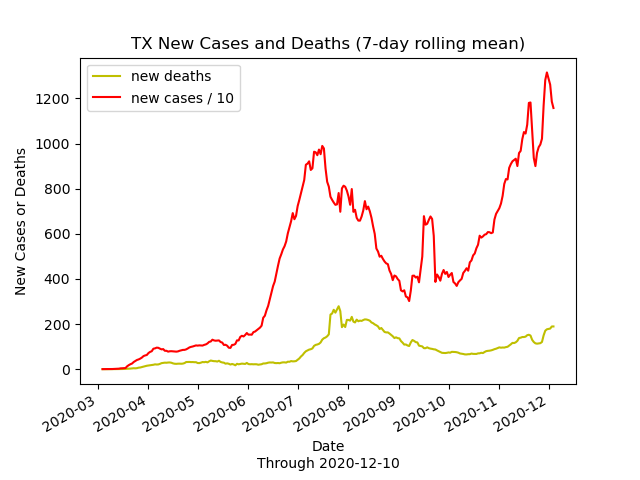 TX New Cases and Deaths (7-day rolling mean)
new deaths
new cases / 10
New Cases or Deaths
1200
1000
800
600
400
200
0
2020-03
2020-04
2020-05
2020-06
2020-07
2020-08
2020-09
2020-10
2020-11
2020-12
Date
Through 2020-12-10